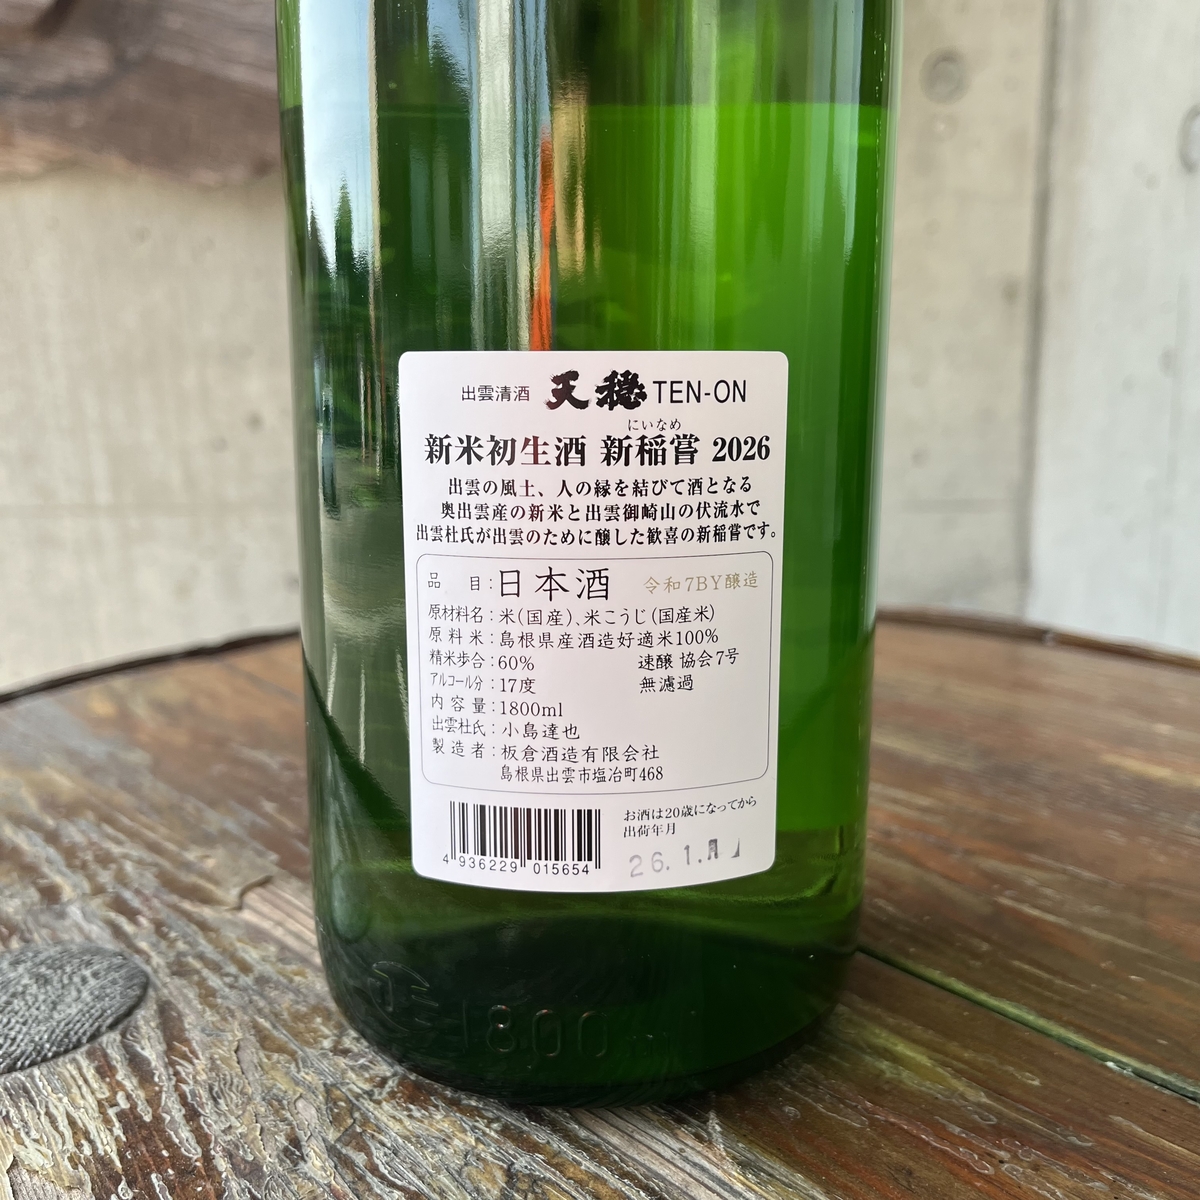 出雲清酒 天穏 TEN-ON
にいなめ
新米初生酒 新稲嘗 2026
出雲の風土、人の縁を結びて酒となる
奥出雲産の新米と出雲御崎山の伏流水で
出雲杜氏が出雲のために醸した歓喜の新稲嘗です。
品 目:日本酒 令和7BY醸造
原材料名:米(国産)、米こうじ(国産米)
原料米:島根県産酒造好適米100%
精米歩合:60% 速醸 協会7号
アルコール分:17度 無濾過
内容量:1800ml
出雲杜氏:小島達也
製造者:板倉酒造有限会社
島根県出雲市塩冶町468
お酒は20歳になってから
出荷年月
26.1.
4 936229 015654
1800